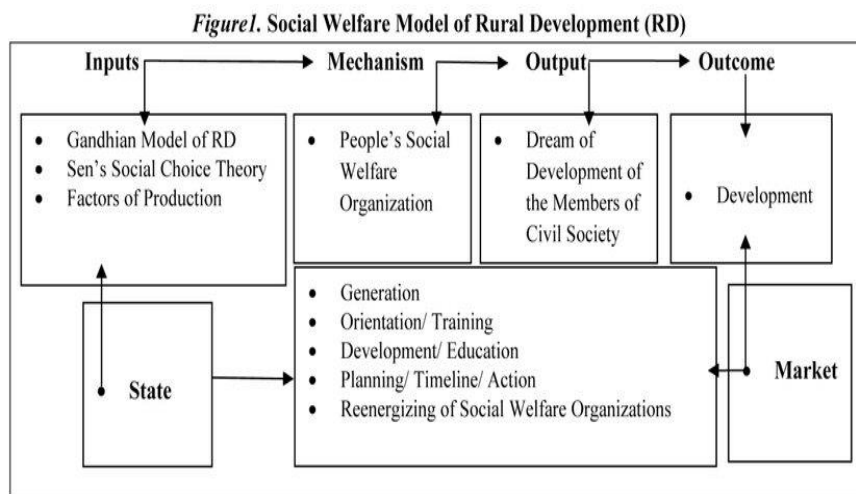 Figure1. Social Welfare Model of Rural Development (RD)
Inputs
Mechanism
Output
Outcome
• Gandhian Model of RD
• Sen's Social Choice Theory
• Factors of Production
• People's Social
Welfare
Organization
• Dream of
Development of
the Members of
Civil Society
• Development
• Generation
• Orientation/ Training
• Development/ Education
• Planning/ Timeline/ Action
• Reenergizing of Social Welfare Organizations
State
Market